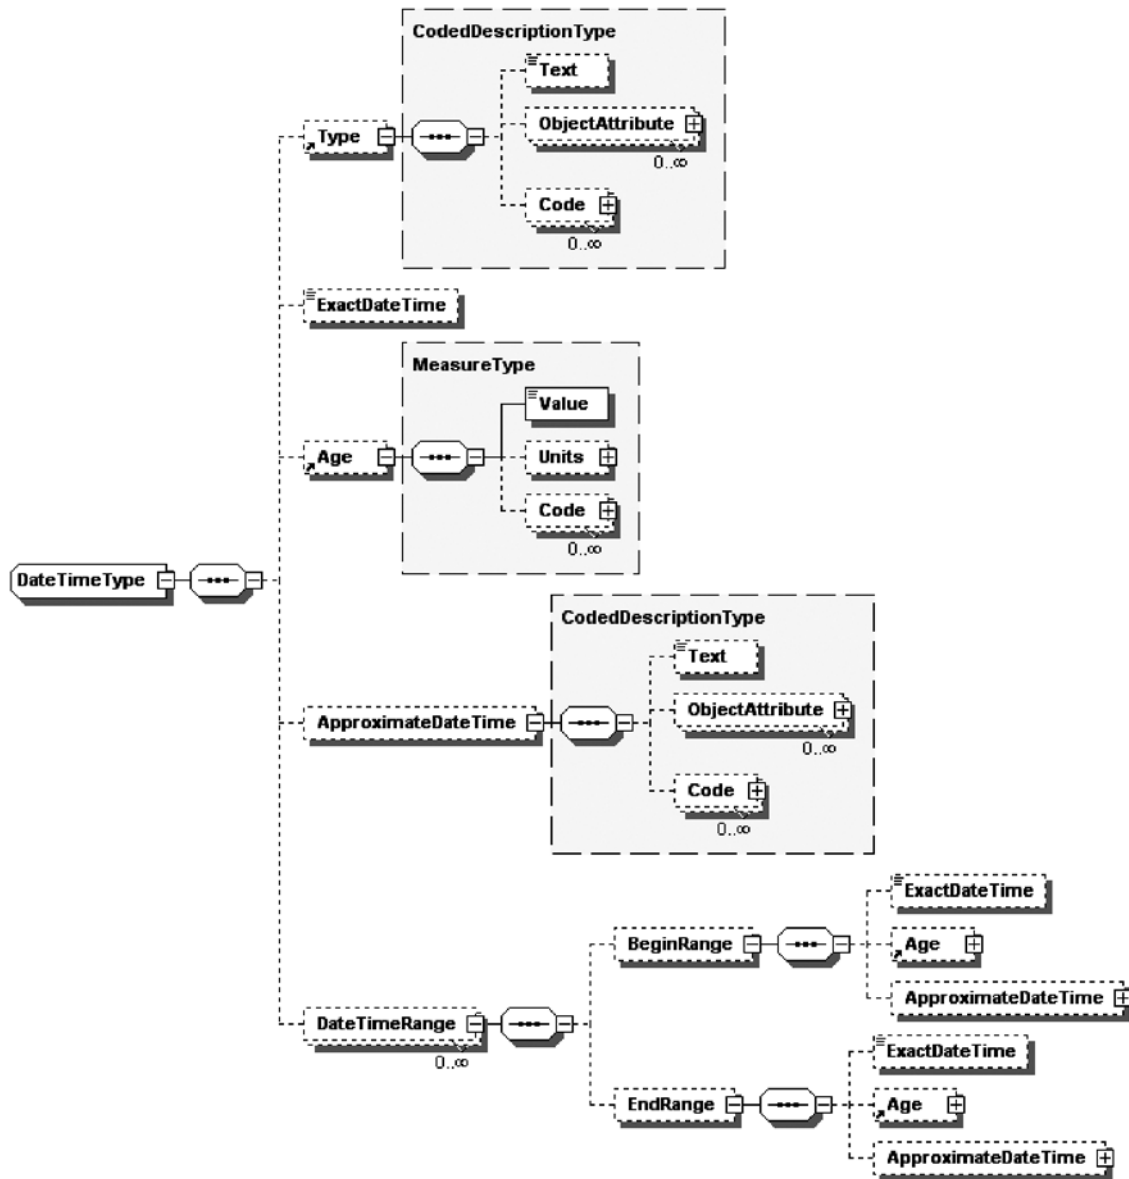 CodedDescriptionType
Text
ObjectAttribute
0..∞
Type
Code
0..∞
ExactDateTime
MeasureType
Value
Age
Units
Code
0..∞
DateTimeType
CodedDescriptionType
Text
ObjectAttribute
0..∞
ApproximateDateTime
Code
0..∞
ExactDateTime
BeginRange
Age
ApproximateDateTime
DateTimeRange
0..∞
ExactDateTime
EndRange
Age
ApproximateDateTime